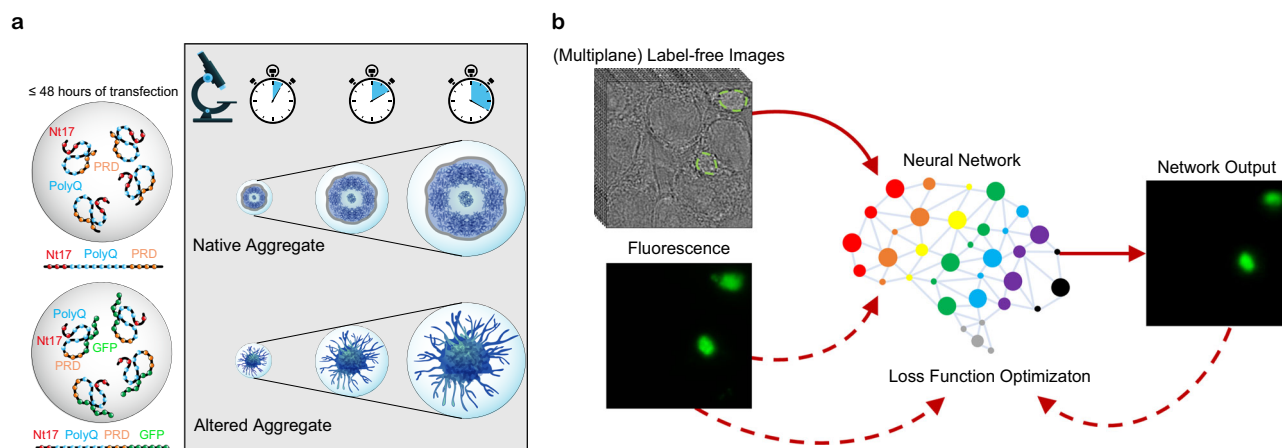 a
≤ 48 hours of transfection
Nt17
PRD
PolyQ
Nt17 PolyQ PRD
PolyQ
Nt17
GFP
PRD
Nt17 PolyQ PRD GFP
Native Aggregate
Altered Aggregate
b
(Multiplane) Label-free Images
Fluorescence
Neural Network
Network Output
Loss Function Optimizaton